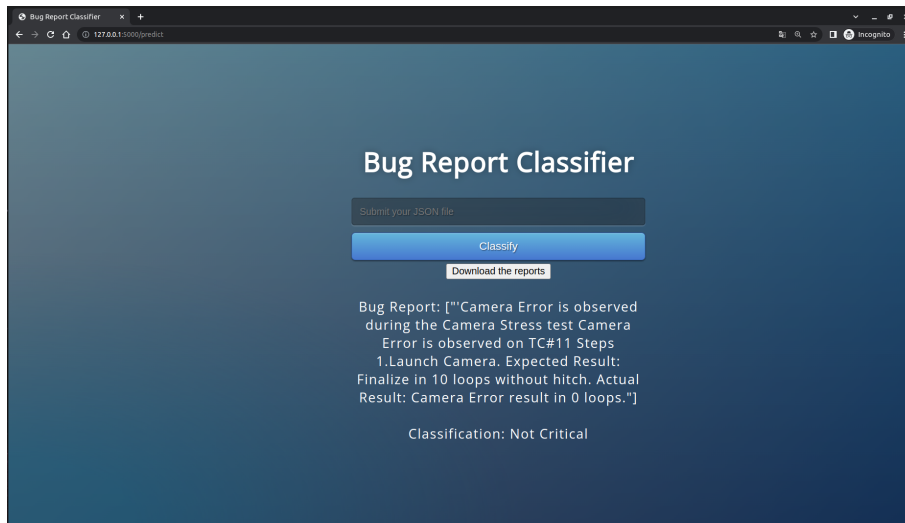 Bug Report Classifier
127.0.0.1:5000/predict
Incognito
Bug Report Classifier
Submit your JSON file
Classify
Download the reports
Bug Report: ["'Camera Error is observed
during the Camera Stress test Camera
Error is observed on TC#11 Steps
1.Launch Camera. Expected Result:
Finalize in 10 loops without hitch. Actual
Result: Camera Error result in 0 loops."]
Classification: Not Critical